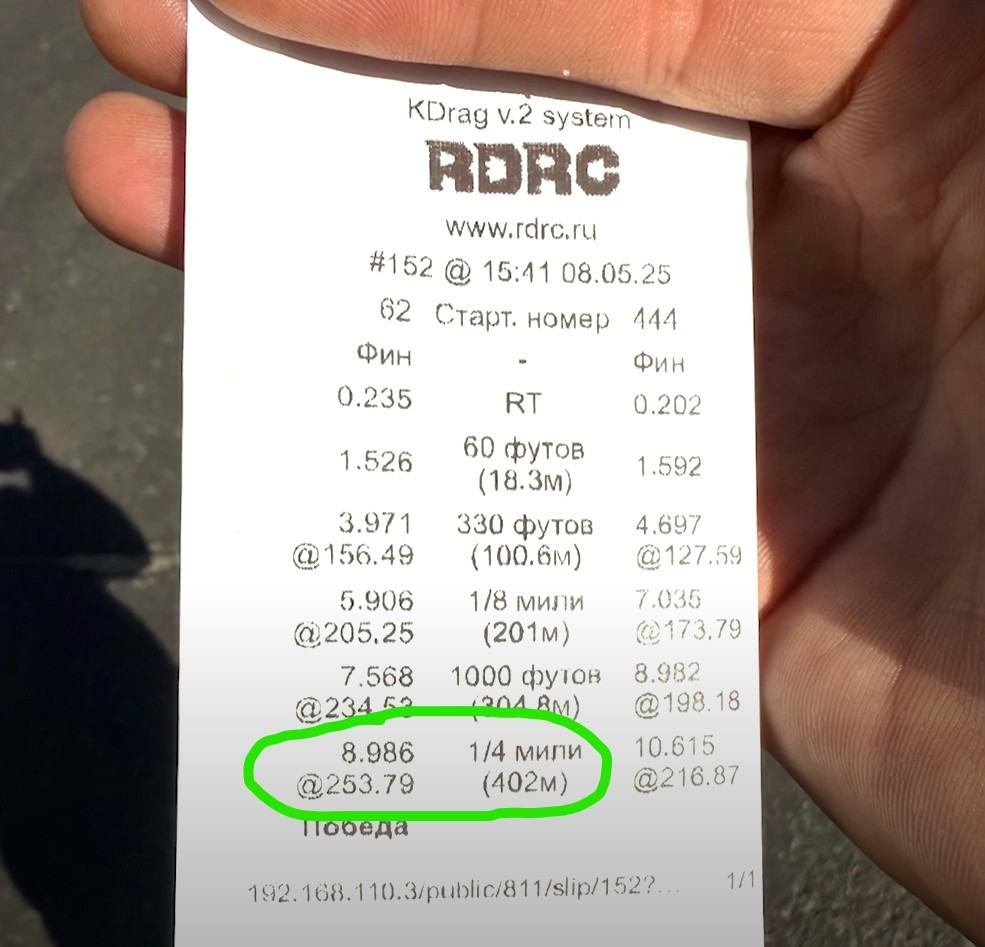 KDrag v.2 system
RDRC
www.rdrc.ru
#152 @ 15:41 08.05.25
62 Старт. номер 444
Фин - Фин
0.235 RT 0.202
1.526 60 футов (18.3м) 1.592
3.971 330 футов 4.697
@156.49 (100.6м) @127.59
5.906 1/8 мили 7.035
@205.25 (201м) @173.79
7.568 1000 футов 8.982
@234.53 (304.8м) @198.18
8.986 1/4 мили 10.615
@253.79 (402м) @216.87
Победа
192.168.110.3/public/811/slip/152?... 1/1